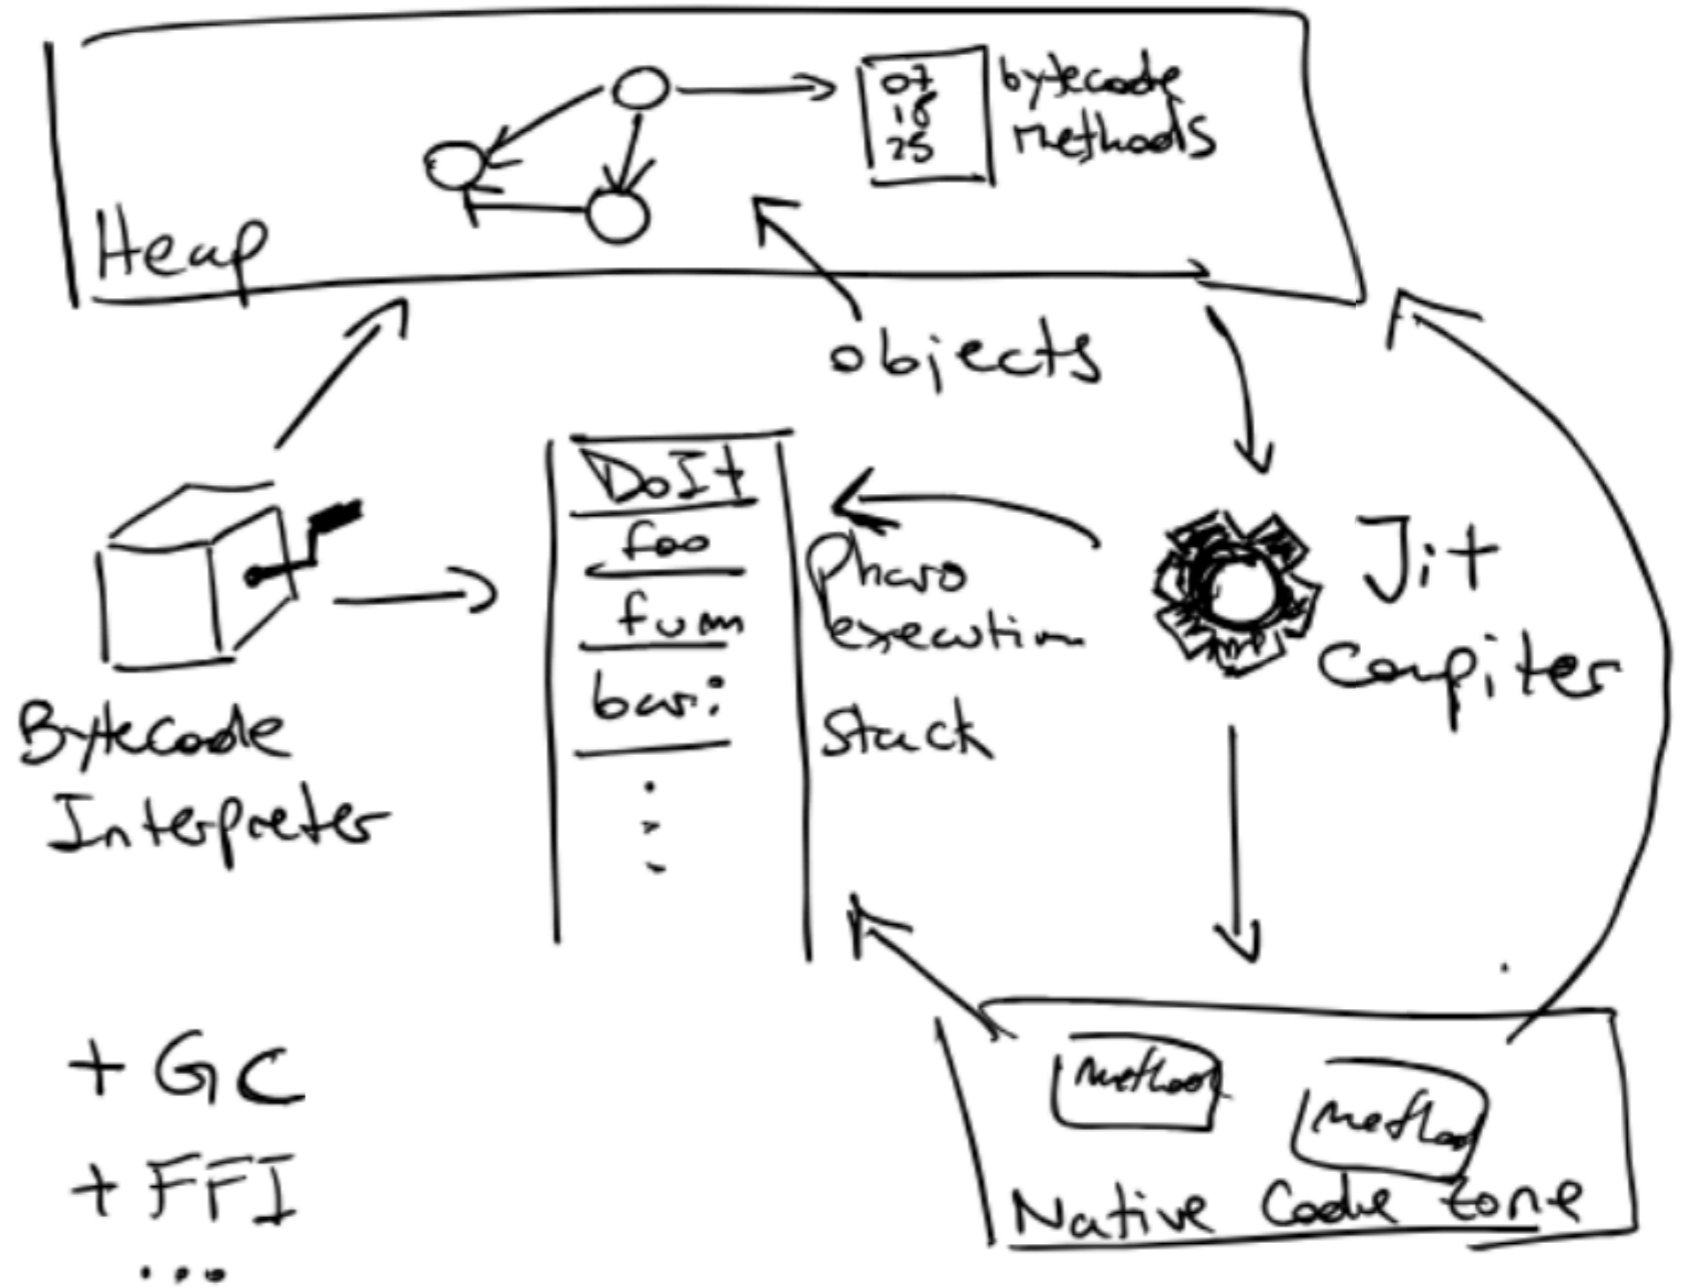 07
18
25
bytecode
methods
Heap
objects
DoIt
foo
fum
bar:
Pharo
execution
Stack
Jit
Compiler
Bytecode
Interpreter
+ GC
+ FFI
...
method
method
Native Code Zone